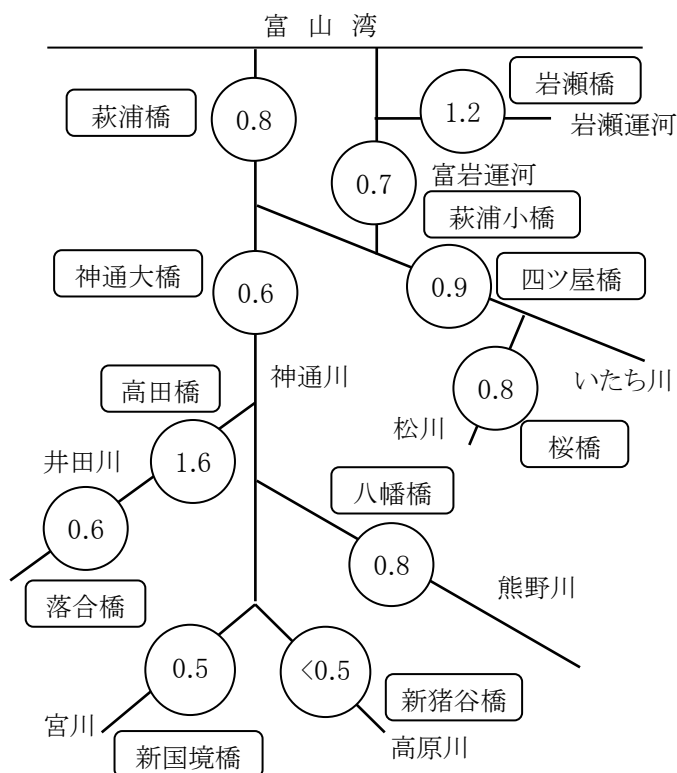 富山湾
岩瀬橋
萩浦橋
0.8
1.2
岩瀬運河
0.7
富岩運河
萩浦小橋
神通大橋
0.6
0.9
四ツ屋橋
高田橋
神通川
0.8
いたち川
松川
桜橋
井田川
1.6
八幡橋
0.6
0.8
熊野川
落合橋
0.5
<0.5
新猪谷橋
宮川
高原川
新国境橋